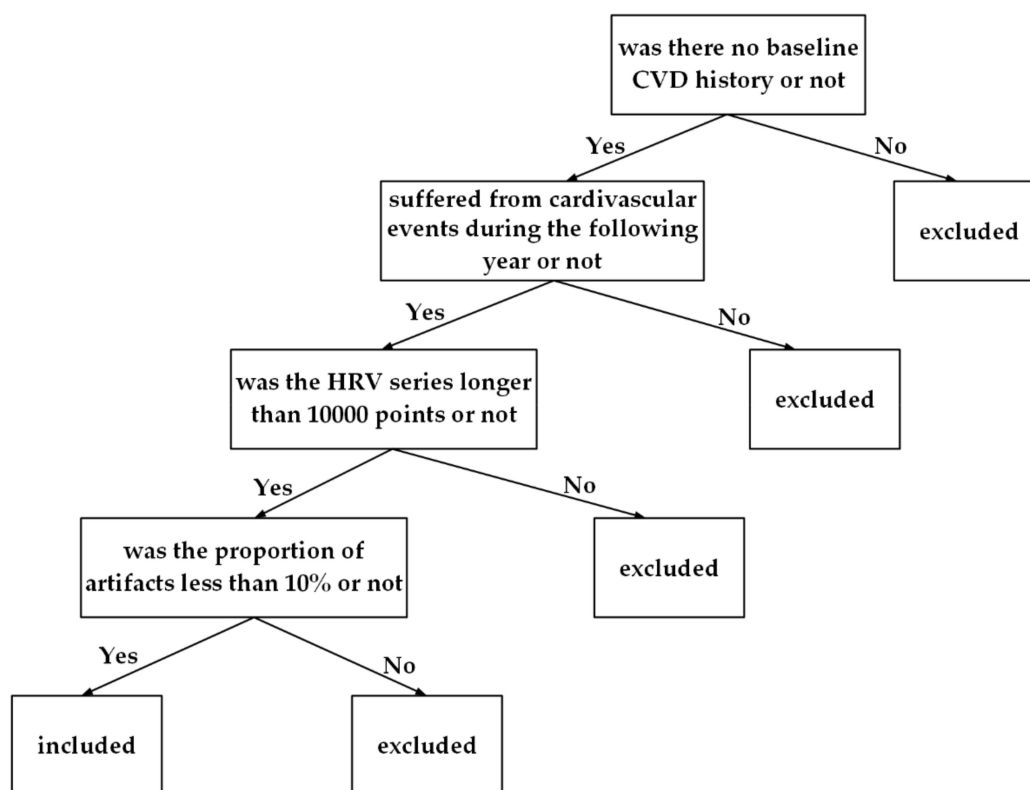 was there no baseline
CVD history or not
Yes
No
suffered from cardivascular
events during the following
year or not
excluded
Yes
No
was the HRV series longer
than 10000 points or not
excluded
Yes
No
was the proportion of
artifacts less than 10% or not
excluded
Yes
No
included
excluded